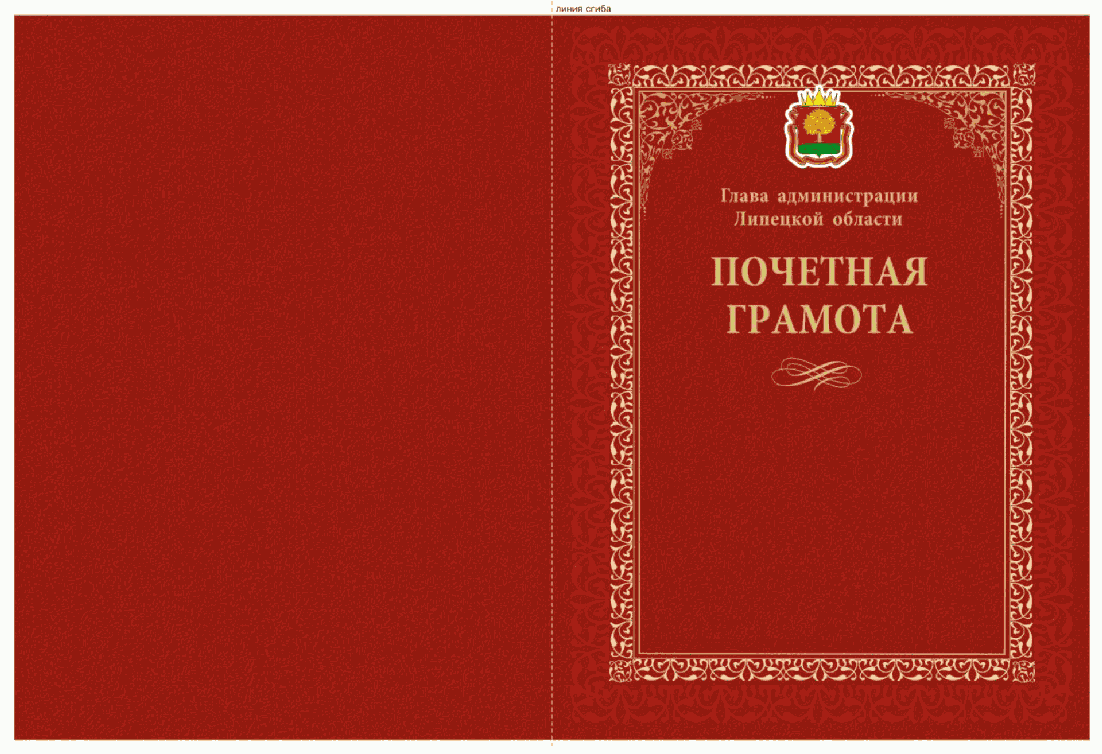 линия сгиба
Глава администрации
Липецкой области
ПОЧЕТНАЯ
ГРАМОТА